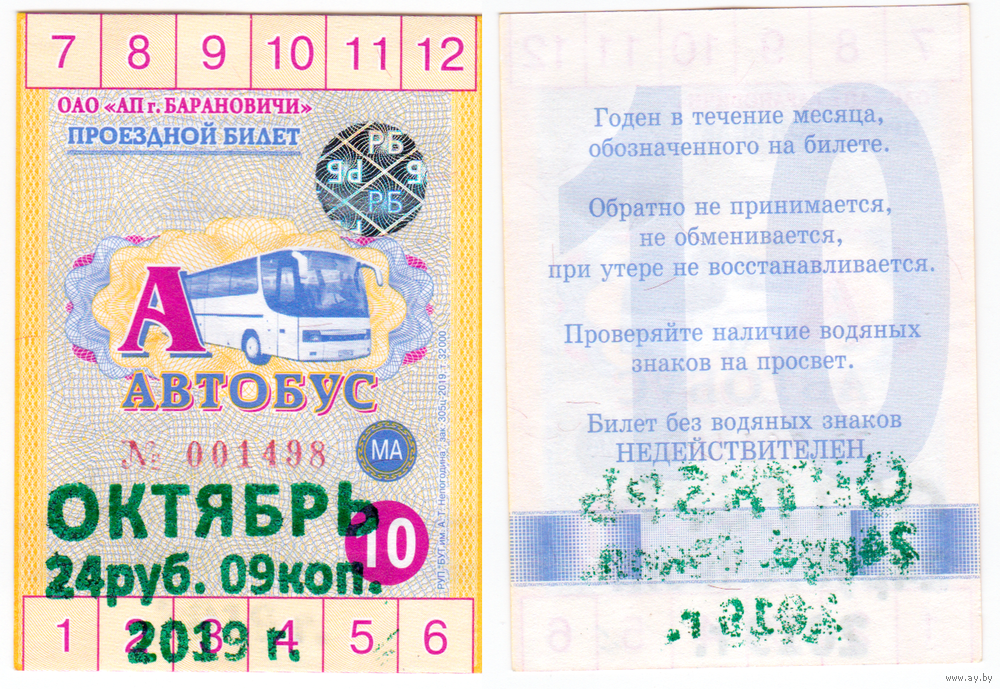 7 8 9 10 11 12
ОАО «АП г. БАРАНОВИЧИ»
ПРОЕЗДНОЙ БИЛЕТ
РБ
РБ
РБ
А
АВТОБУС
№ 001498
МА
ОКТЯБРЬ
10
24руб. 09коп.
2019 г.
1 2 3 4 5 6
Годен в течение месяца,
обозначенного на билете.
Обратно не принимается,
не обменивается,
при утере не восстанавливается.
Проверяйте наличие водяных
знаков на просвет.
Билет без водяных знаков
НЕДЕЙСТВИТЕЛЕН
10
www.ay.by